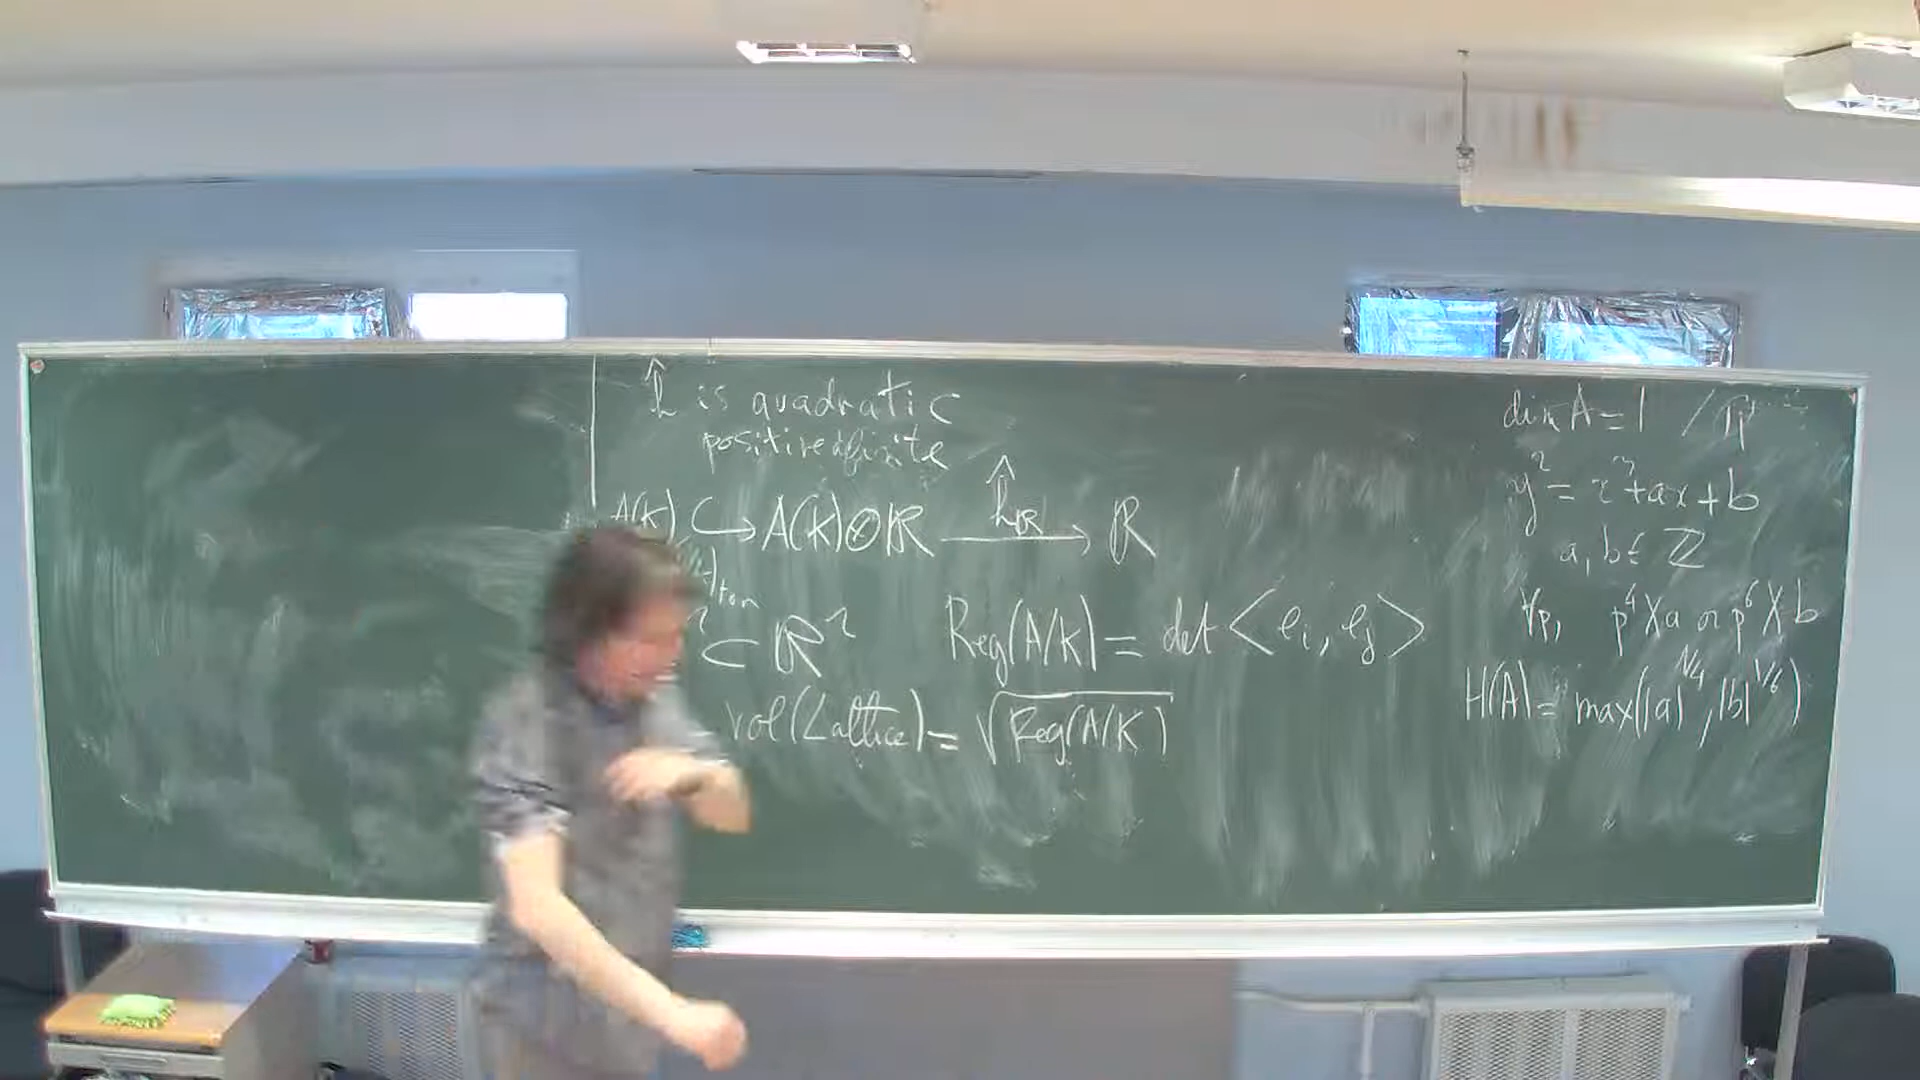 ĥ is quadratic
positive definite
A(K) ↪ A(K)⊗ℝ ⟶ ℝ
ĥ_ℝ
tors
⊂ ℝ^r
Reg(A/K) = det <e_i, e_j>
vol(Lattice) = √Reg(A/K)
dim A = 1 /
y² = x³+ax+b
a, b ∈ ℤ
∀p, p⁴∤a or p⁶∤b
H(A) = max(|a|^1/4, |b|^1/6)